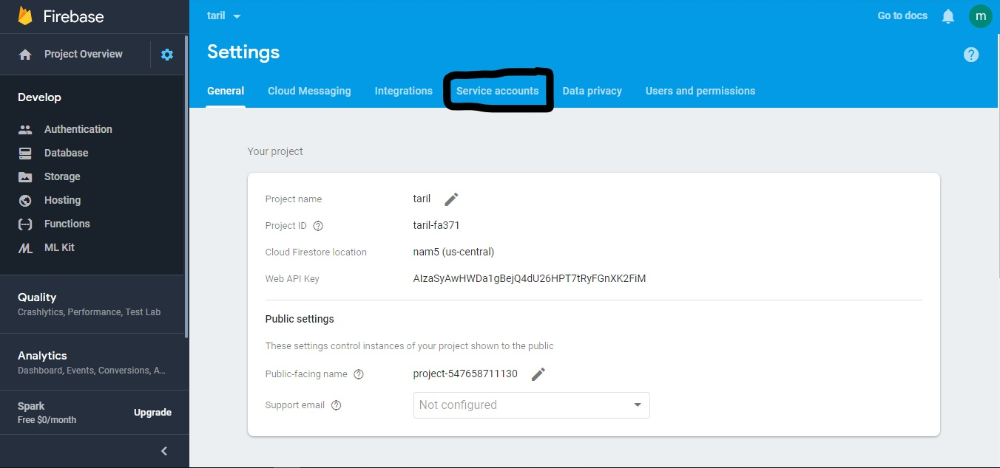 Firebase
Project Overview
Develop
Authentication
Database
Storage
Hosting
Functions
ML Kit
Quality
Crashlytics, Performance, Test Lab
Analytics
Dashboard, Events, Conversions, A...
Spark
Free $0/month
Upgrade
taril
Go to docs
m
Settings
General Cloud Messaging Integrations Service accounts Data privacy Users and permissions
Your project
Project name taril
Project ID taril-fa371
Cloud Firestore location nam5 (us-central)
Web API Key AIzaSyAwHWDa1gBejQ4dU26HPT7tRyFGnXK2FiM
Public settings
These settings control instances of your project shown to the public
Public-facing name project-547658711130
Support email Not configured